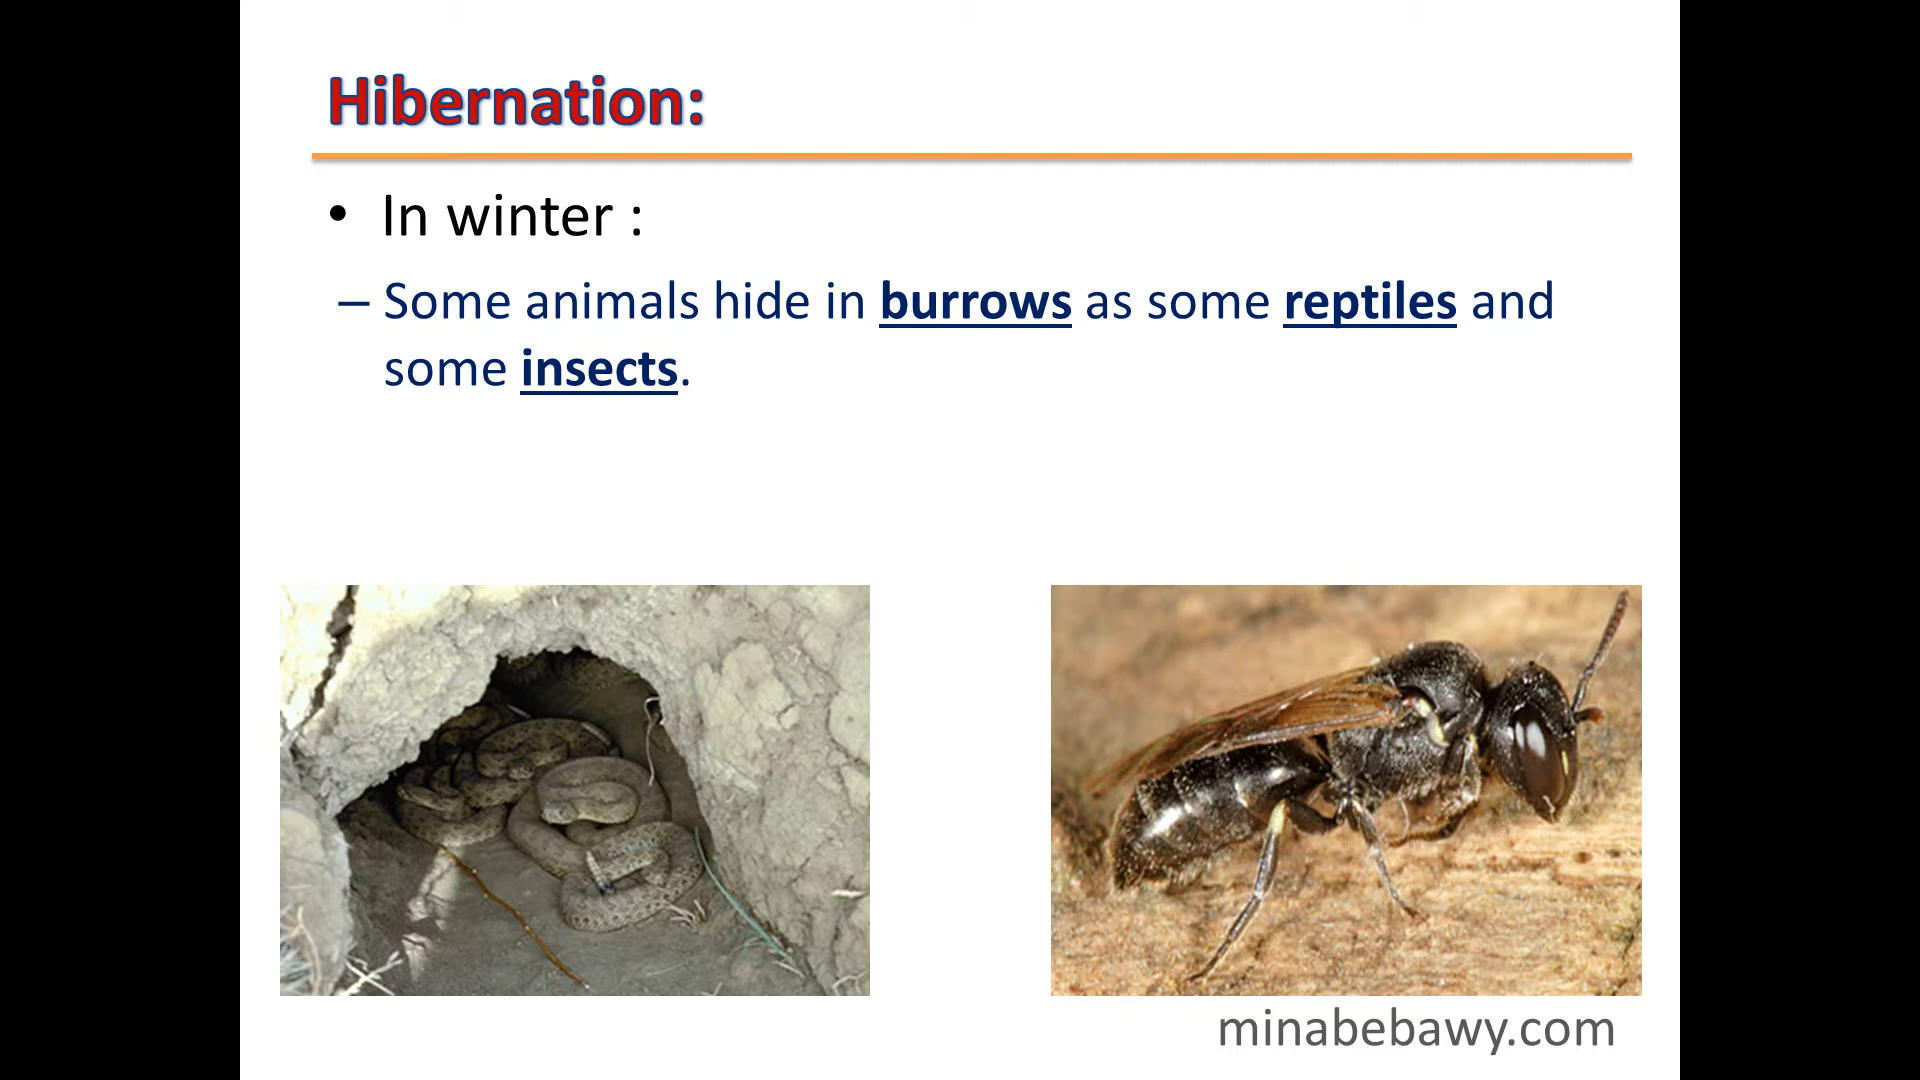 Hibernation:
• In winter :
– Some animals hide in burrows as some reptiles and
some insects.
minabebawy.com